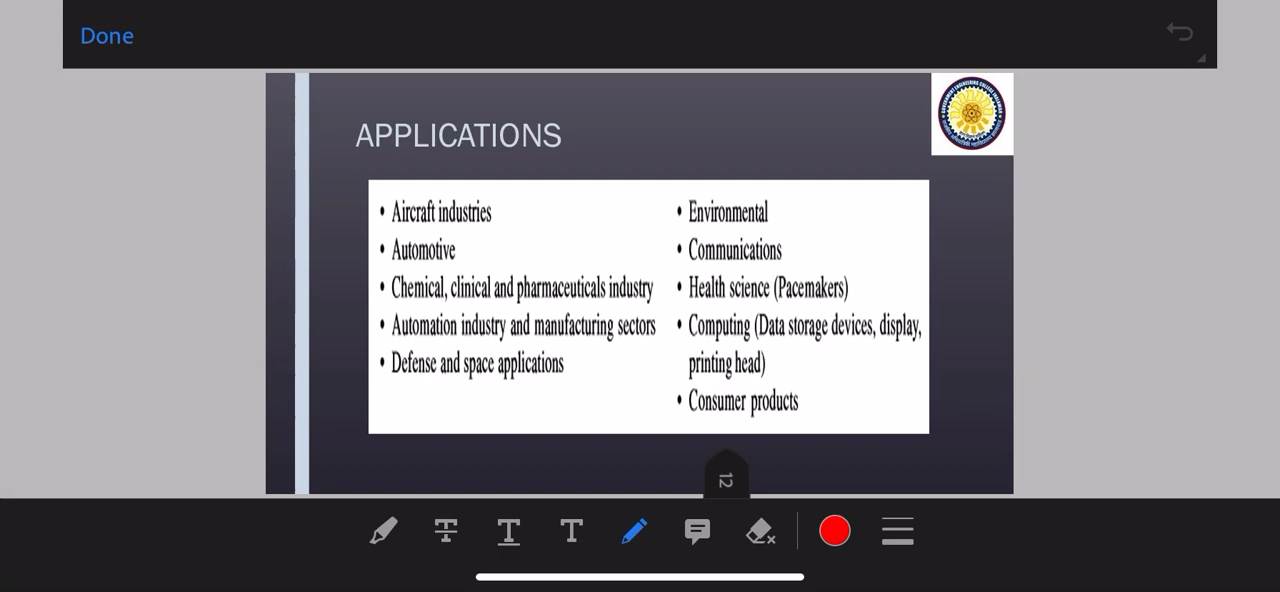 Done
APPLICATIONS
• Aircraft industries
• Automotive
• Chemical, clinical and pharmaceuticals industry
• Automation industry and manufacturing sectors
• Defense and space applications
• Environmental
• Communications
• Health science (Pacemakers)
• Computing (Data storage devices, display,
printing head)
• Consumer products
12
T
T
T